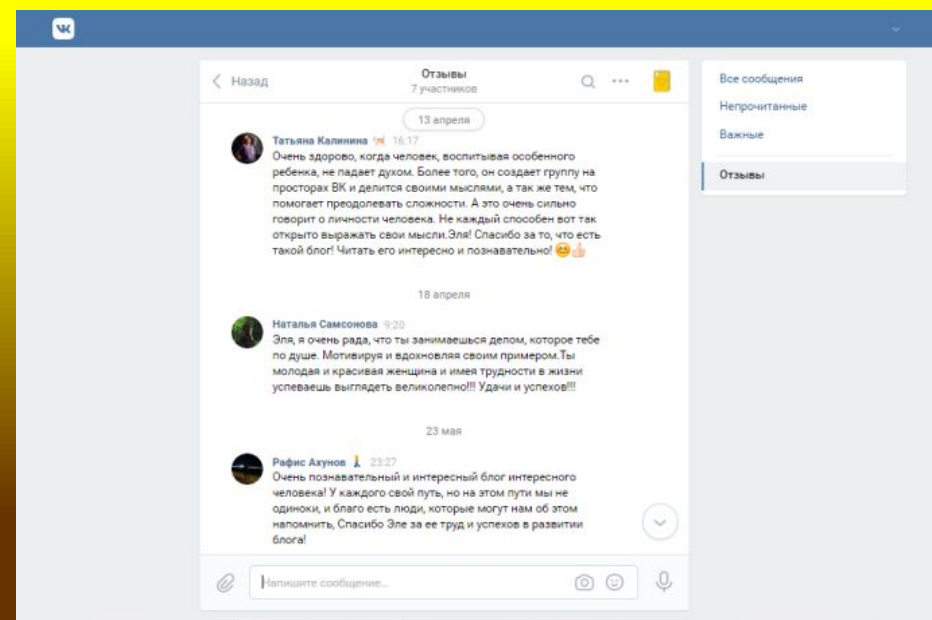 Назад
Отзывы
7 участников
Все сообщения
Непрочитанные
Важные
Отзывы
13 апреля
Татьяна Калинина 16:17
Очень здорово, когда человек, воспитывая особенного
ребенка, не падает духом. Более того, он создает группу на
просторах ВК и делится своими мыслями, а так же тем, что
помогает преодолевать сложности. А это очень сильно
говорит о личности человека. Не каждый способен вот так
открыто выражать свои мысли.Эля! Спасибо за то, что есть
такой блог! Читать его интересно и познавательно!
18 апреля
Наталья Самсонова 9:20
Эля, я очень рада, что ты занимаешься делом, которое тебе
по душе. Мотивируя и вдохновляя своим примером.Ты
молодая и красивая женщина и имея трудности в жизни
успеваешь выглядеть великолепно!!! Удачи и успехов!!!
23 мая
Рафис Ахунов 23:27
Очень познавательный и интересный блог интересного
человека! У каждого свой путь, но на этом пути мы не
одиноки, и благо есть люди, которые могут нам об этом
напомнить, Спасибо Эле за ее труд и успехов в развитии
блога!
Напишите сообщение...